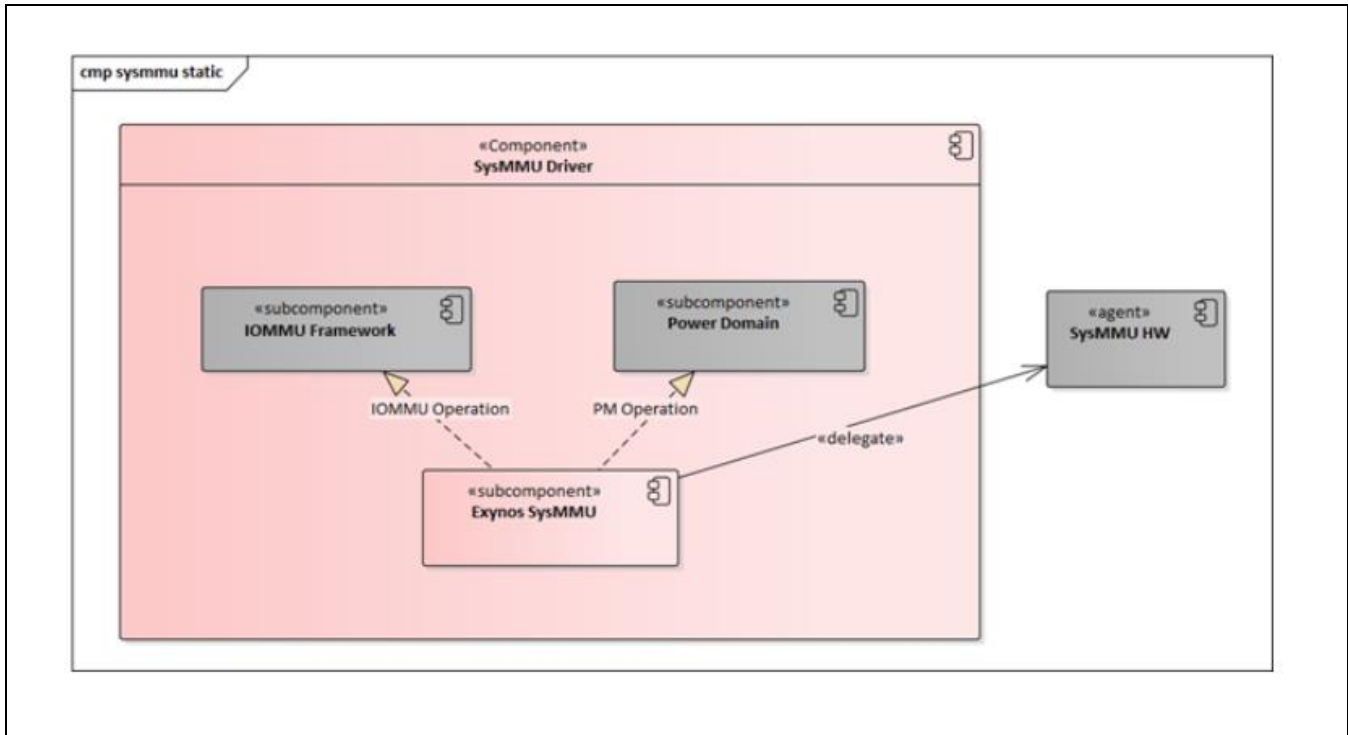 cmp sysmmu static
«Component»
SysMMU Driver
«subcomponent»
IOMMU Framework
«subcomponent»
Power Domain
«agent»
SysMMU HW
IOMMU Operation
PM Operation
«delegate»
«subcomponent»
Exynos SysMMU